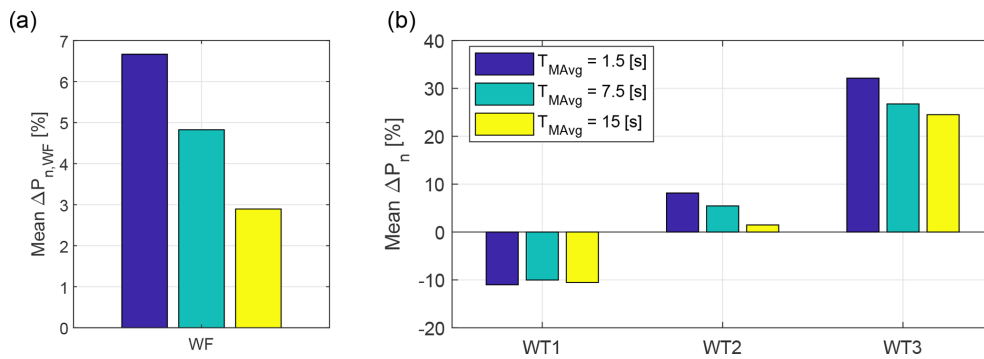 (a)
Mean ΔP_n,WF [%]
7
6
5
4
3
2
1
0
WF
(b)
Mean ΔP_n [%]
40
30
20
10
0
-10
-20
T_MAvg = 1.5 [s]
T_MAvg = 7.5 [s]
T_MAvg = 15 [s]
WT1 WT2 WT3